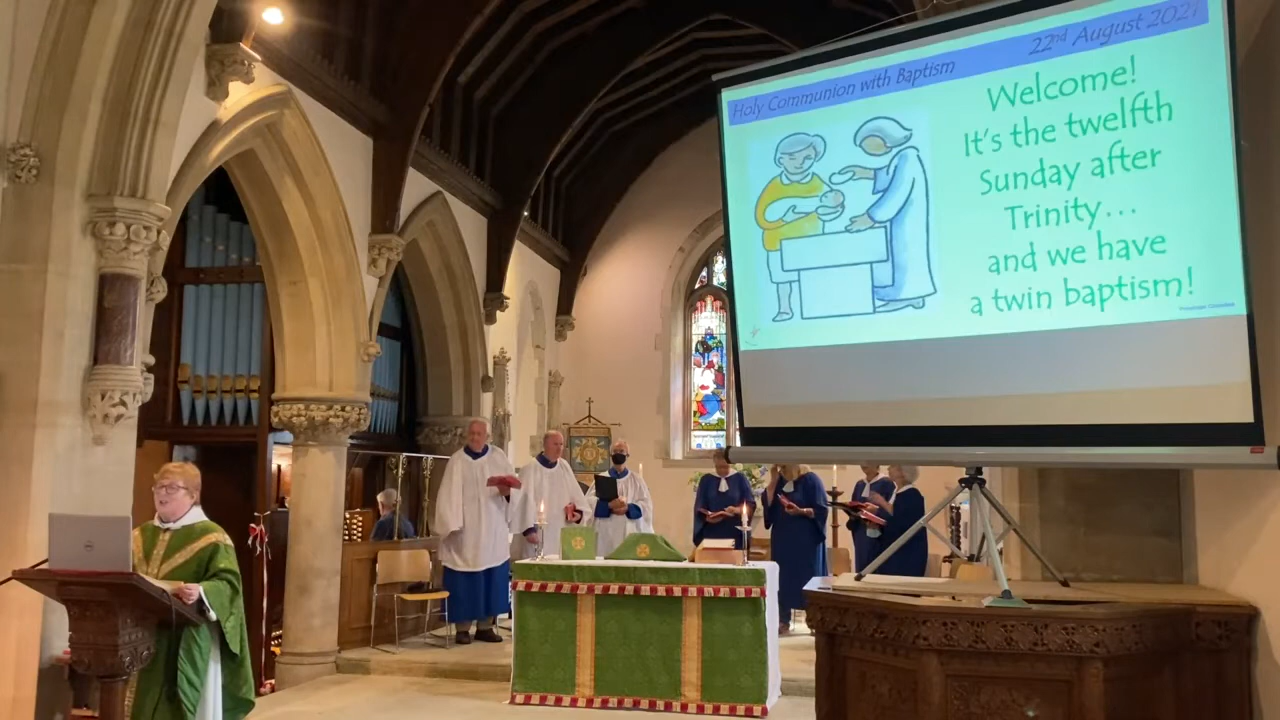 Holy Communion with Baptism
22nd August 2021
Welcome!
It's the twelfth
Sunday after
Trinity...
and we have
a twin baptism!